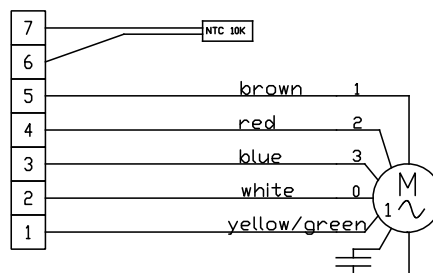 7 NTC 10K
6
5 brown 1
4 red 2
3 blue 3
2 white 0
1 yellow/green
M
1